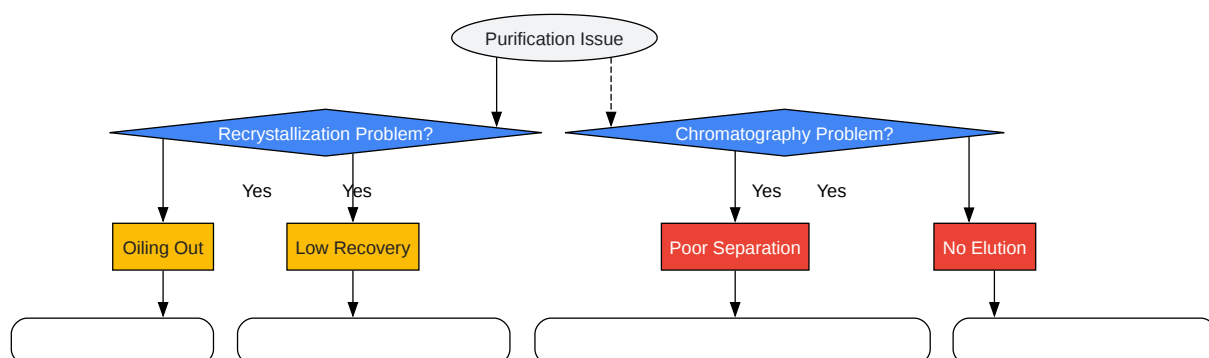 Purification Issue
Recrystallization Problem?
Chromatography Problem?
Yes
Yes
Yes
Yes
Oiling Out
Low Recovery
Poor Separation
No Elution